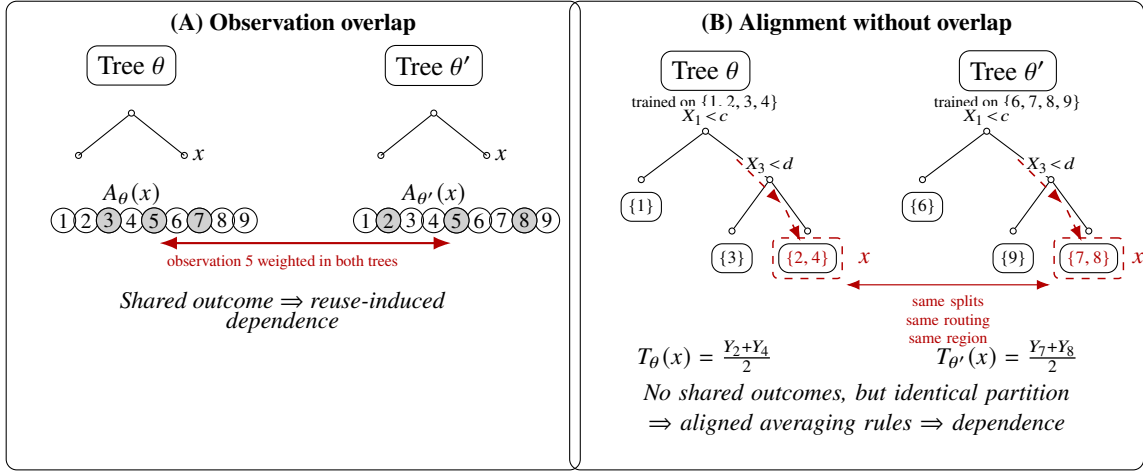 (A) Observation overlap
Tree θ
Tree θ′
x
x
A_θ(x)
A_θ′(x)
1 2 3 4 5 6 7 8 9
1 2 3 4 5 6 7 8 9
observation 5 weighted in both trees
Shared outcome ⇒ reuse-induced
dependence
(B) Alignment without overlap
Tree θ
Tree θ′
trained on {1, 2, 3, 4}
trained on {6, 7, 8, 9}
X_1 < c
X_1 < c
X_3 < d
X_3 < d
{1}
{6}
{3}
{2, 4}
x
{9}
{7, 8}
x
same splits
same routing
same region
T_θ(x) = (Y_2+Y_4)/2
T_θ′(x) = (Y_7+Y_8)/2
No shared outcomes, but identical partition
⇒ aligned averaging rules ⇒ dependence